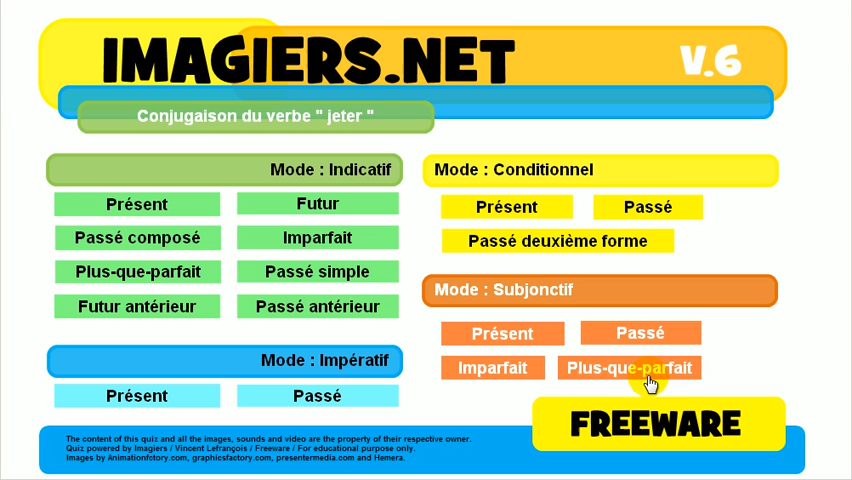 IMAGIERS.NET
V.6
Conjugaison du verbe " jeter "
Mode : Indicatif
Présent
Futur
Passé composé
Imparfait
Plus-que-parfait
Passé simple
Futur antérieur
Passé antérieur
Mode : Impératif
Présent
Passé
Mode : Conditionnel
Présent
Passé
Passé deuxième forme
Mode : Subjonctif
Présent
Passé
Imparfait
Plus-que-parfait
FREEWARE
The content of this quiz and all the images, sounds and video are the property of their respective owner.
Quiz powered by Imagiers / Vincent Lefrançois / Freeware / For educational purpose only.
Images by Animationfctory.com, graphicsfactory.com, presentermedia.com and Hemera.